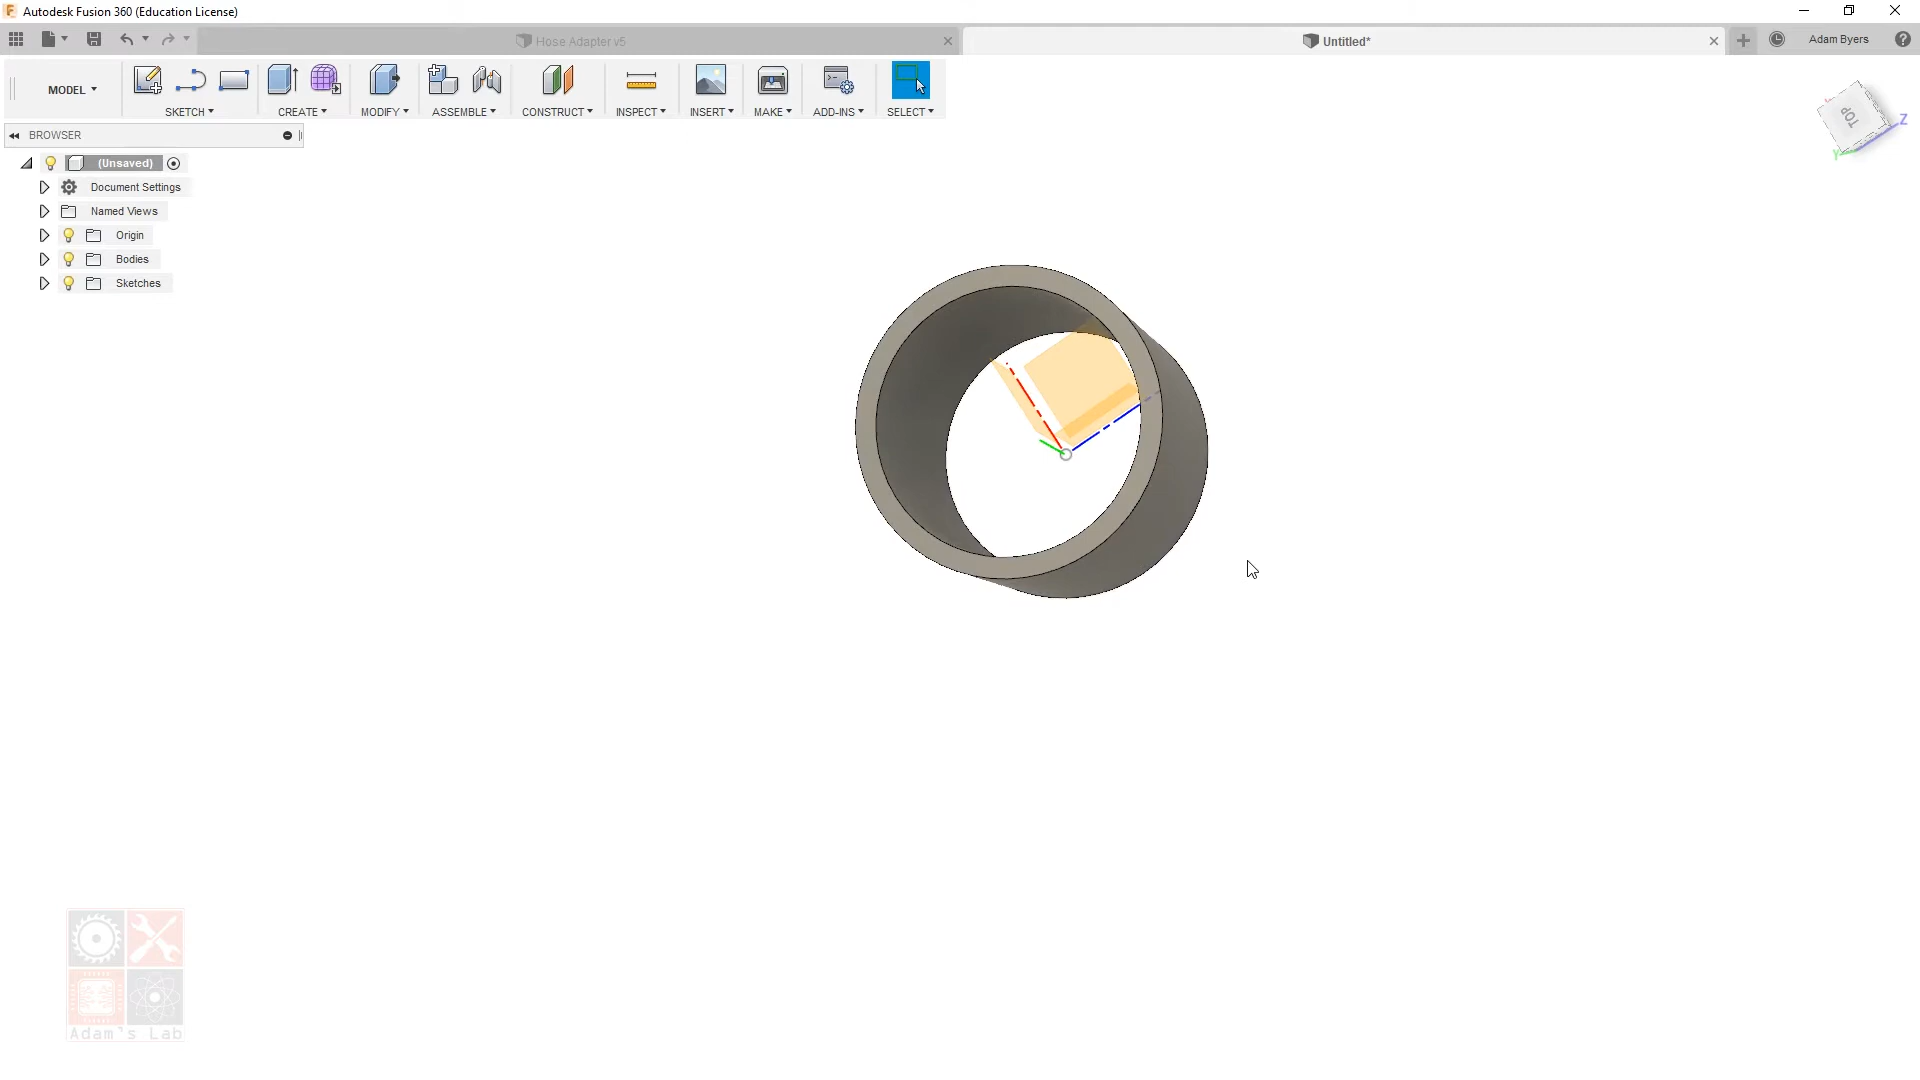 Autodesk Fusion 360 (Education License)
Hose Adapter v5
Untitled*
Adam Byers
MODEL
SKETCH
CREATE
MODIFY
ASSEMBLE
CONSTRUCT
INSPECT
INSERT
MAKE
ADD-INS
SELECT
TOP
Z
Y
BROWSER
(Unsaved)
Document Settings
Named Views
Origin
Bodies
Sketches
Adam's Lab